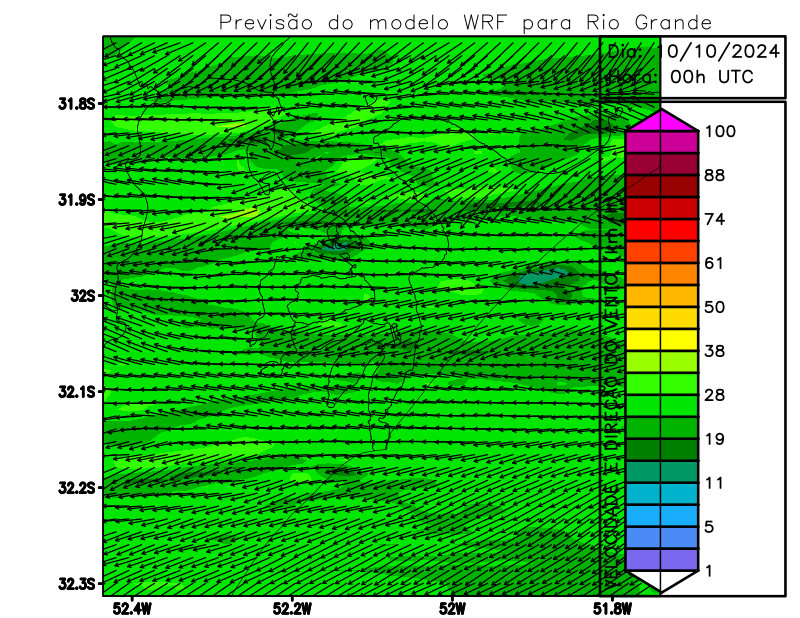 Previsão do modelo WRF para Rio Grande
Dia: 10/10/2024
Hora: 00h UTC
31.8S
31.9S
32S
32.1S
32.2S
32.3S
52.4W
52.2W
52W
51.8W
100
88
74
61
50
38
28
19
11
5
1
VELOCIDADE E DIREÇÃO DO VENTO